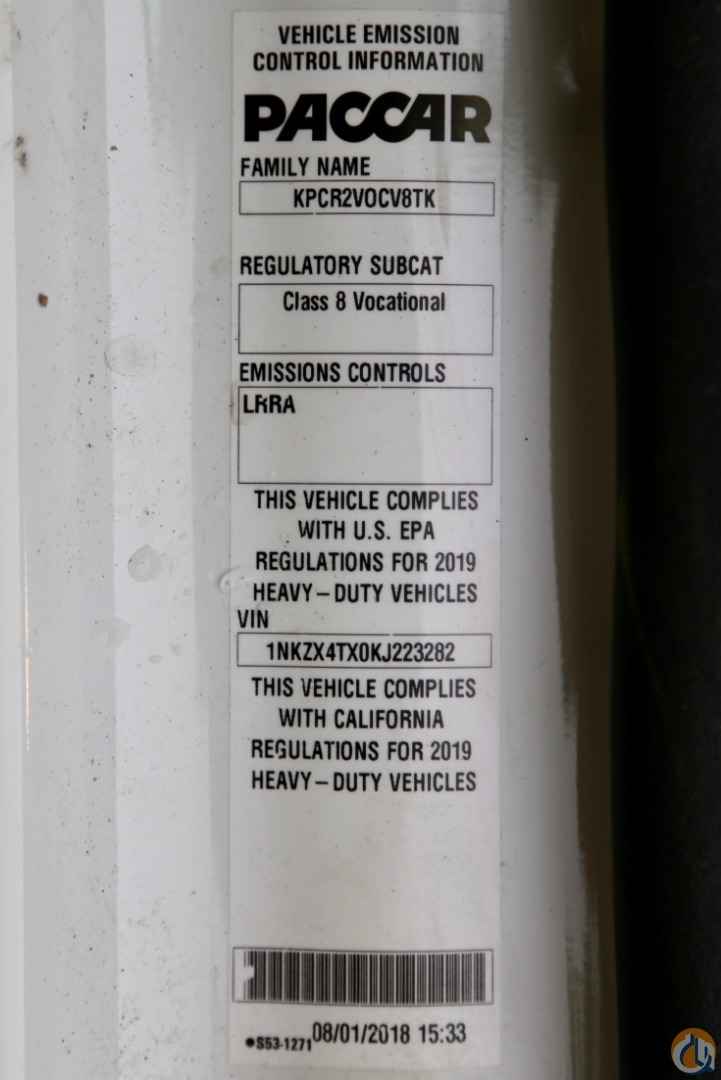 VEHICLE EMISSION
CONTROL INFORMATION
PACCAR
FAMILY NAME
KPCR2VOCV8TK
REGULATORY SUBCAT
Class 8 Vocational
EMISSIONS CONTROLS
LRRA
THIS VEHICLE COMPLIES
WITH U.S. EPA
REGULATIONS FOR 2019
HEAVY–DUTY VEHICLES
VIN
1NKZX4TX0KJ223282
THIS VEHICLE COMPLIES
WITH CALIFORNIA
REGULATIONS FOR 2019
HEAVY–DUTY VEHICLES
•S53-1271 08/01/2018 15:33